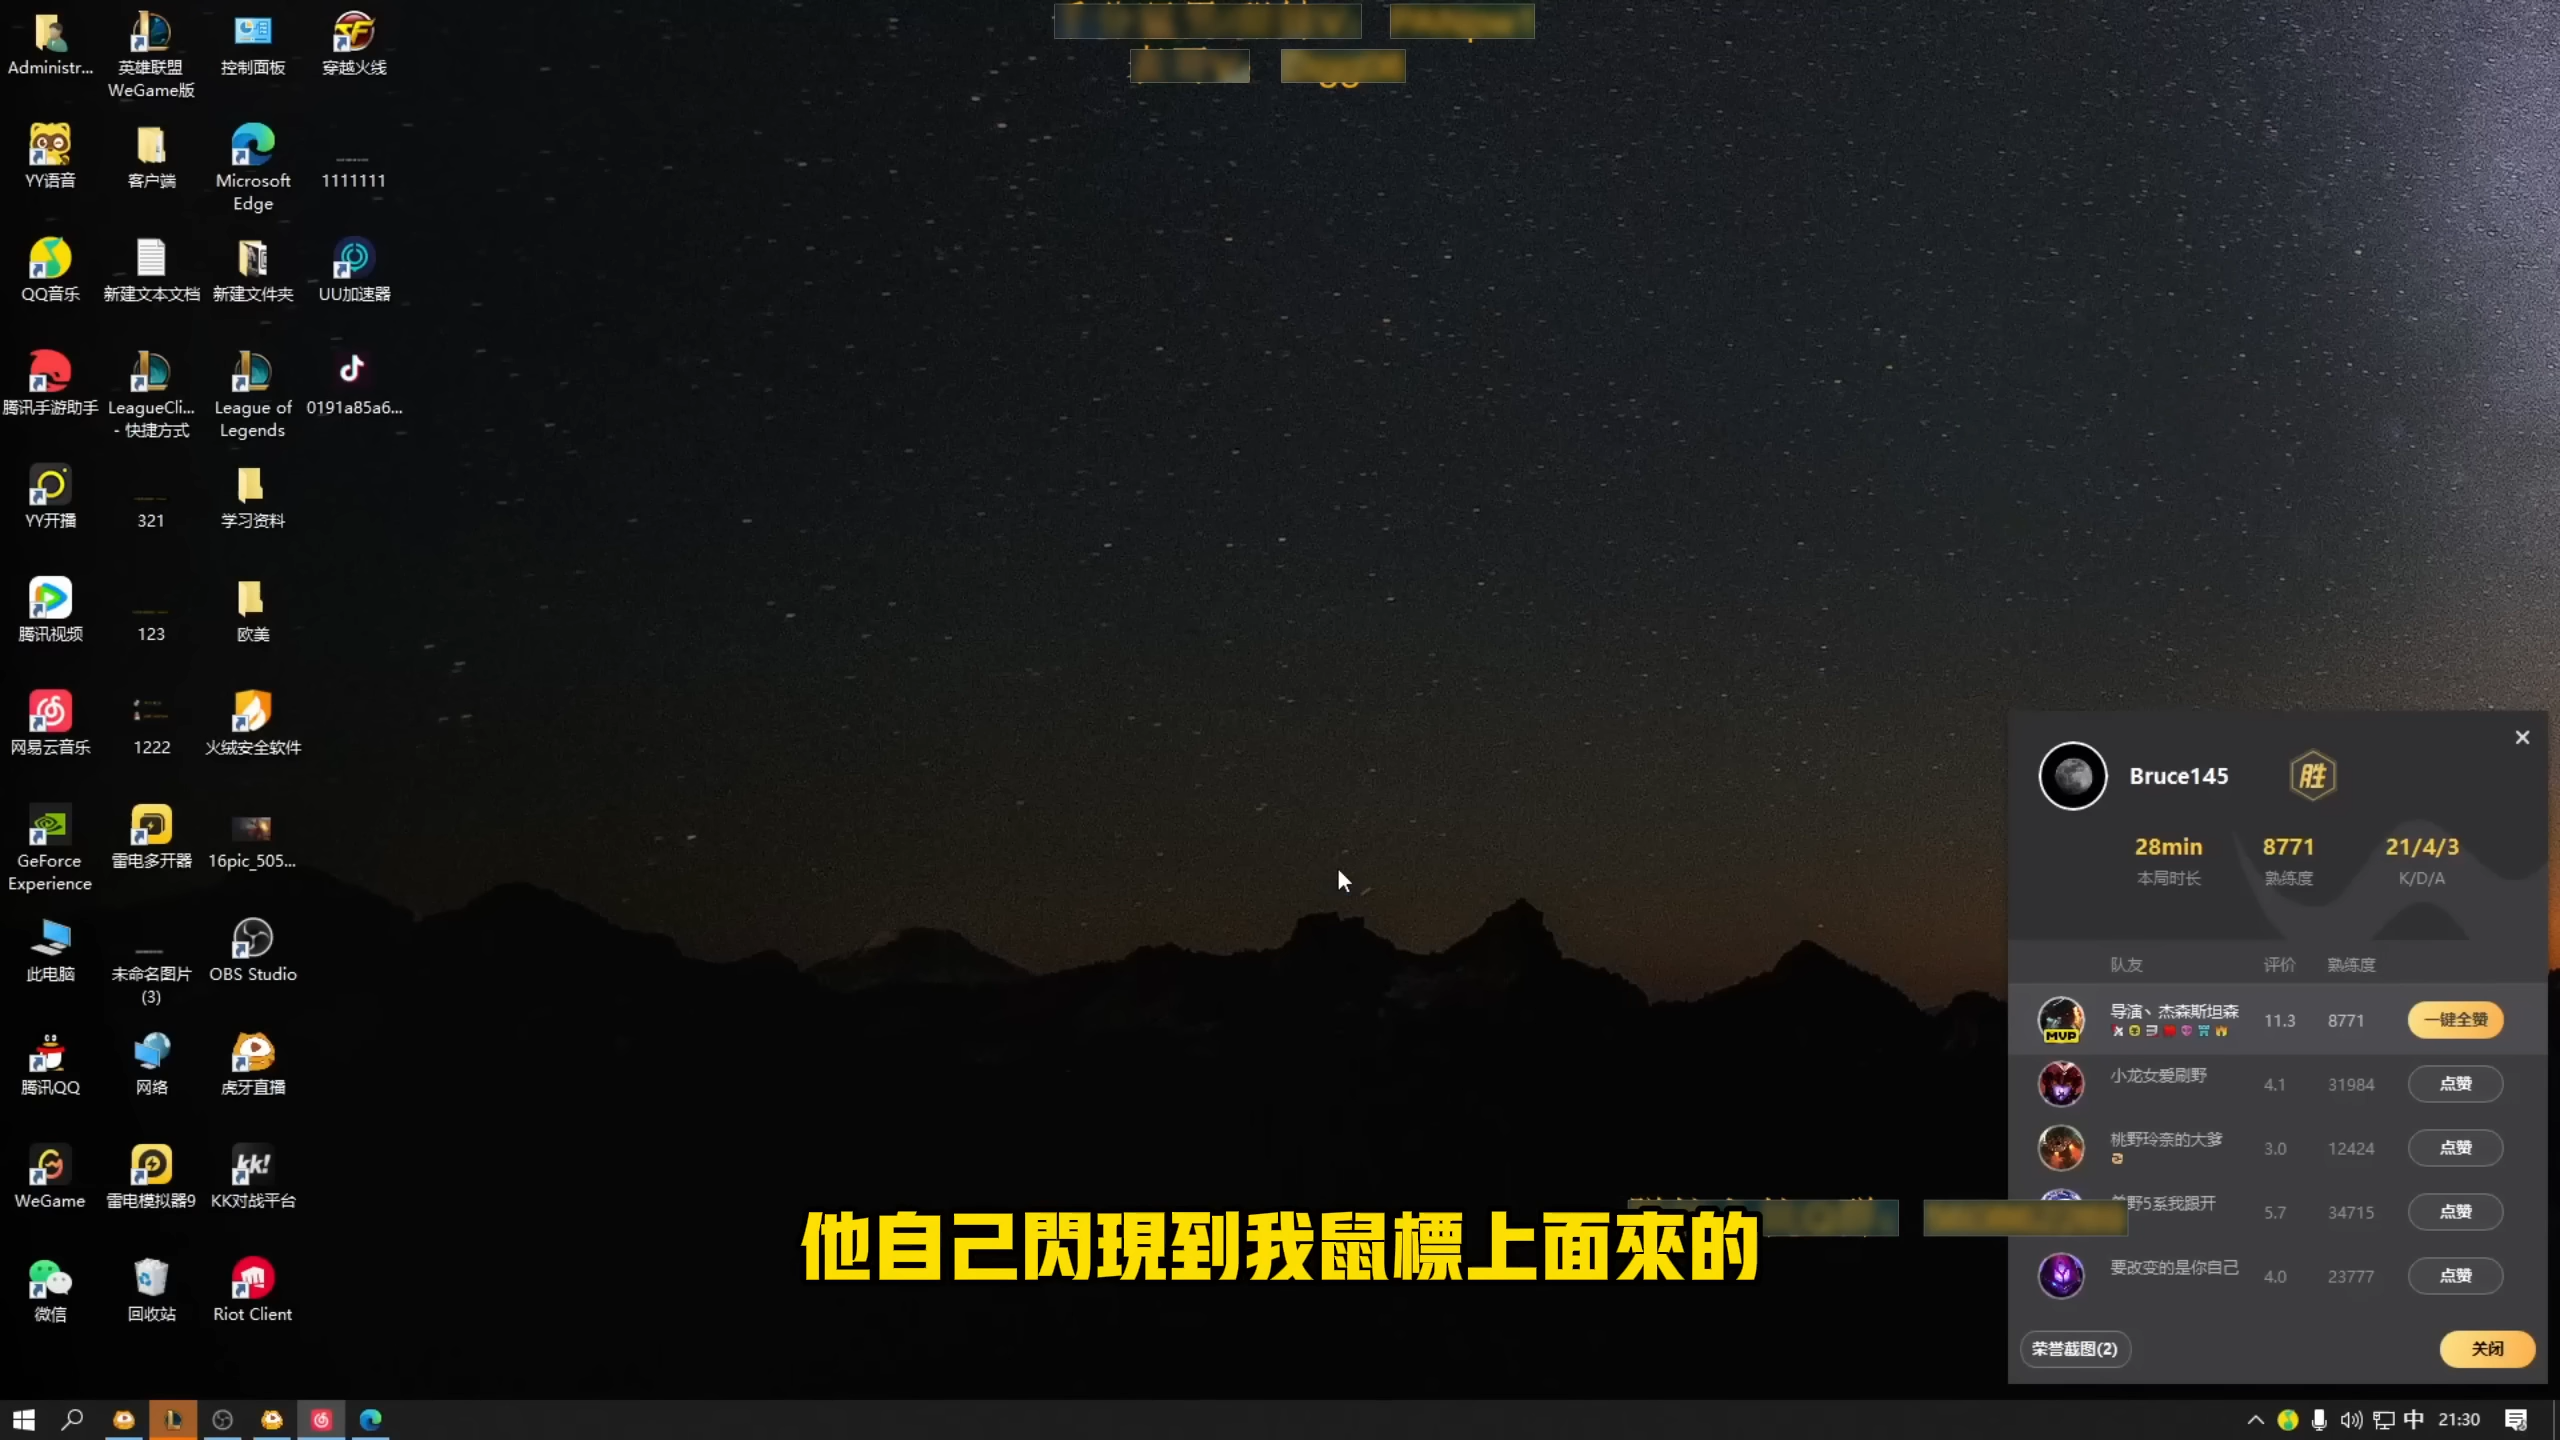 Administr...
英雄联盟
WeGame版
控制面板
穿越火线
YY语音
客户端
Microsoft
Edge
1111111
QQ音乐
新建文本文档
新建文件夹
UU加速器
腾讯手游助手
LeagueCli...
- 快捷方式
League of
Legends
0191a85a6...
YY开播
321
学习资料
腾讯视频
123
欧美
网易云音乐
1222
火绒安全软件
GeForce
Experience
雷电多开器
16pic_505...
此电脑
未命名图片
(3)
OBS Studio
腾讯QQ
网络
虎牙直播
WeGame
雷电模拟器9
KK对战平台
微信
回收站
Riot Client
Bruce145
胜
28min
8771
21/4/3
本局时长
熟练度
K/D/A
队友
评价
熟练度
导演丶杰森斯坦森
MVP
11.3
8771
一键全赞
小龙女爱刷野
4.1
31984
点赞
桃野玲奈的大爹
3.0
12424
点赞
野5系我跟开
5.7
34715
点赞
要改变的是你自己
4.0
23777
点赞
荣誉截图(2)
关闭
他自己閃現到我鼠標上面來的
中
21:30